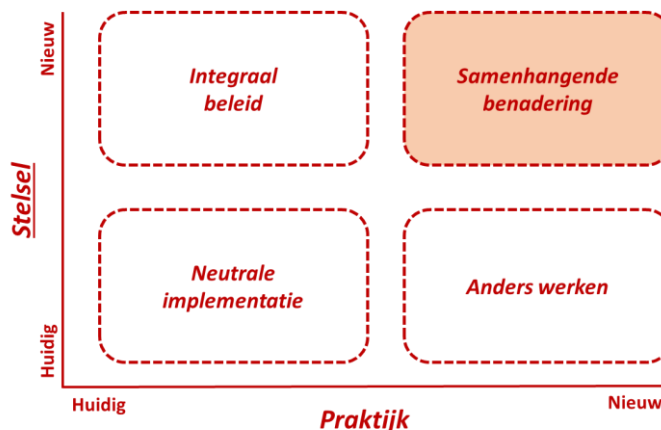 Nieuw
Integraal
beleid
Samenhangende
benadering
Stelsel
Neutrale
implementatie
Anders werken
Huidig
Huidig
Praktijk
Nieuw